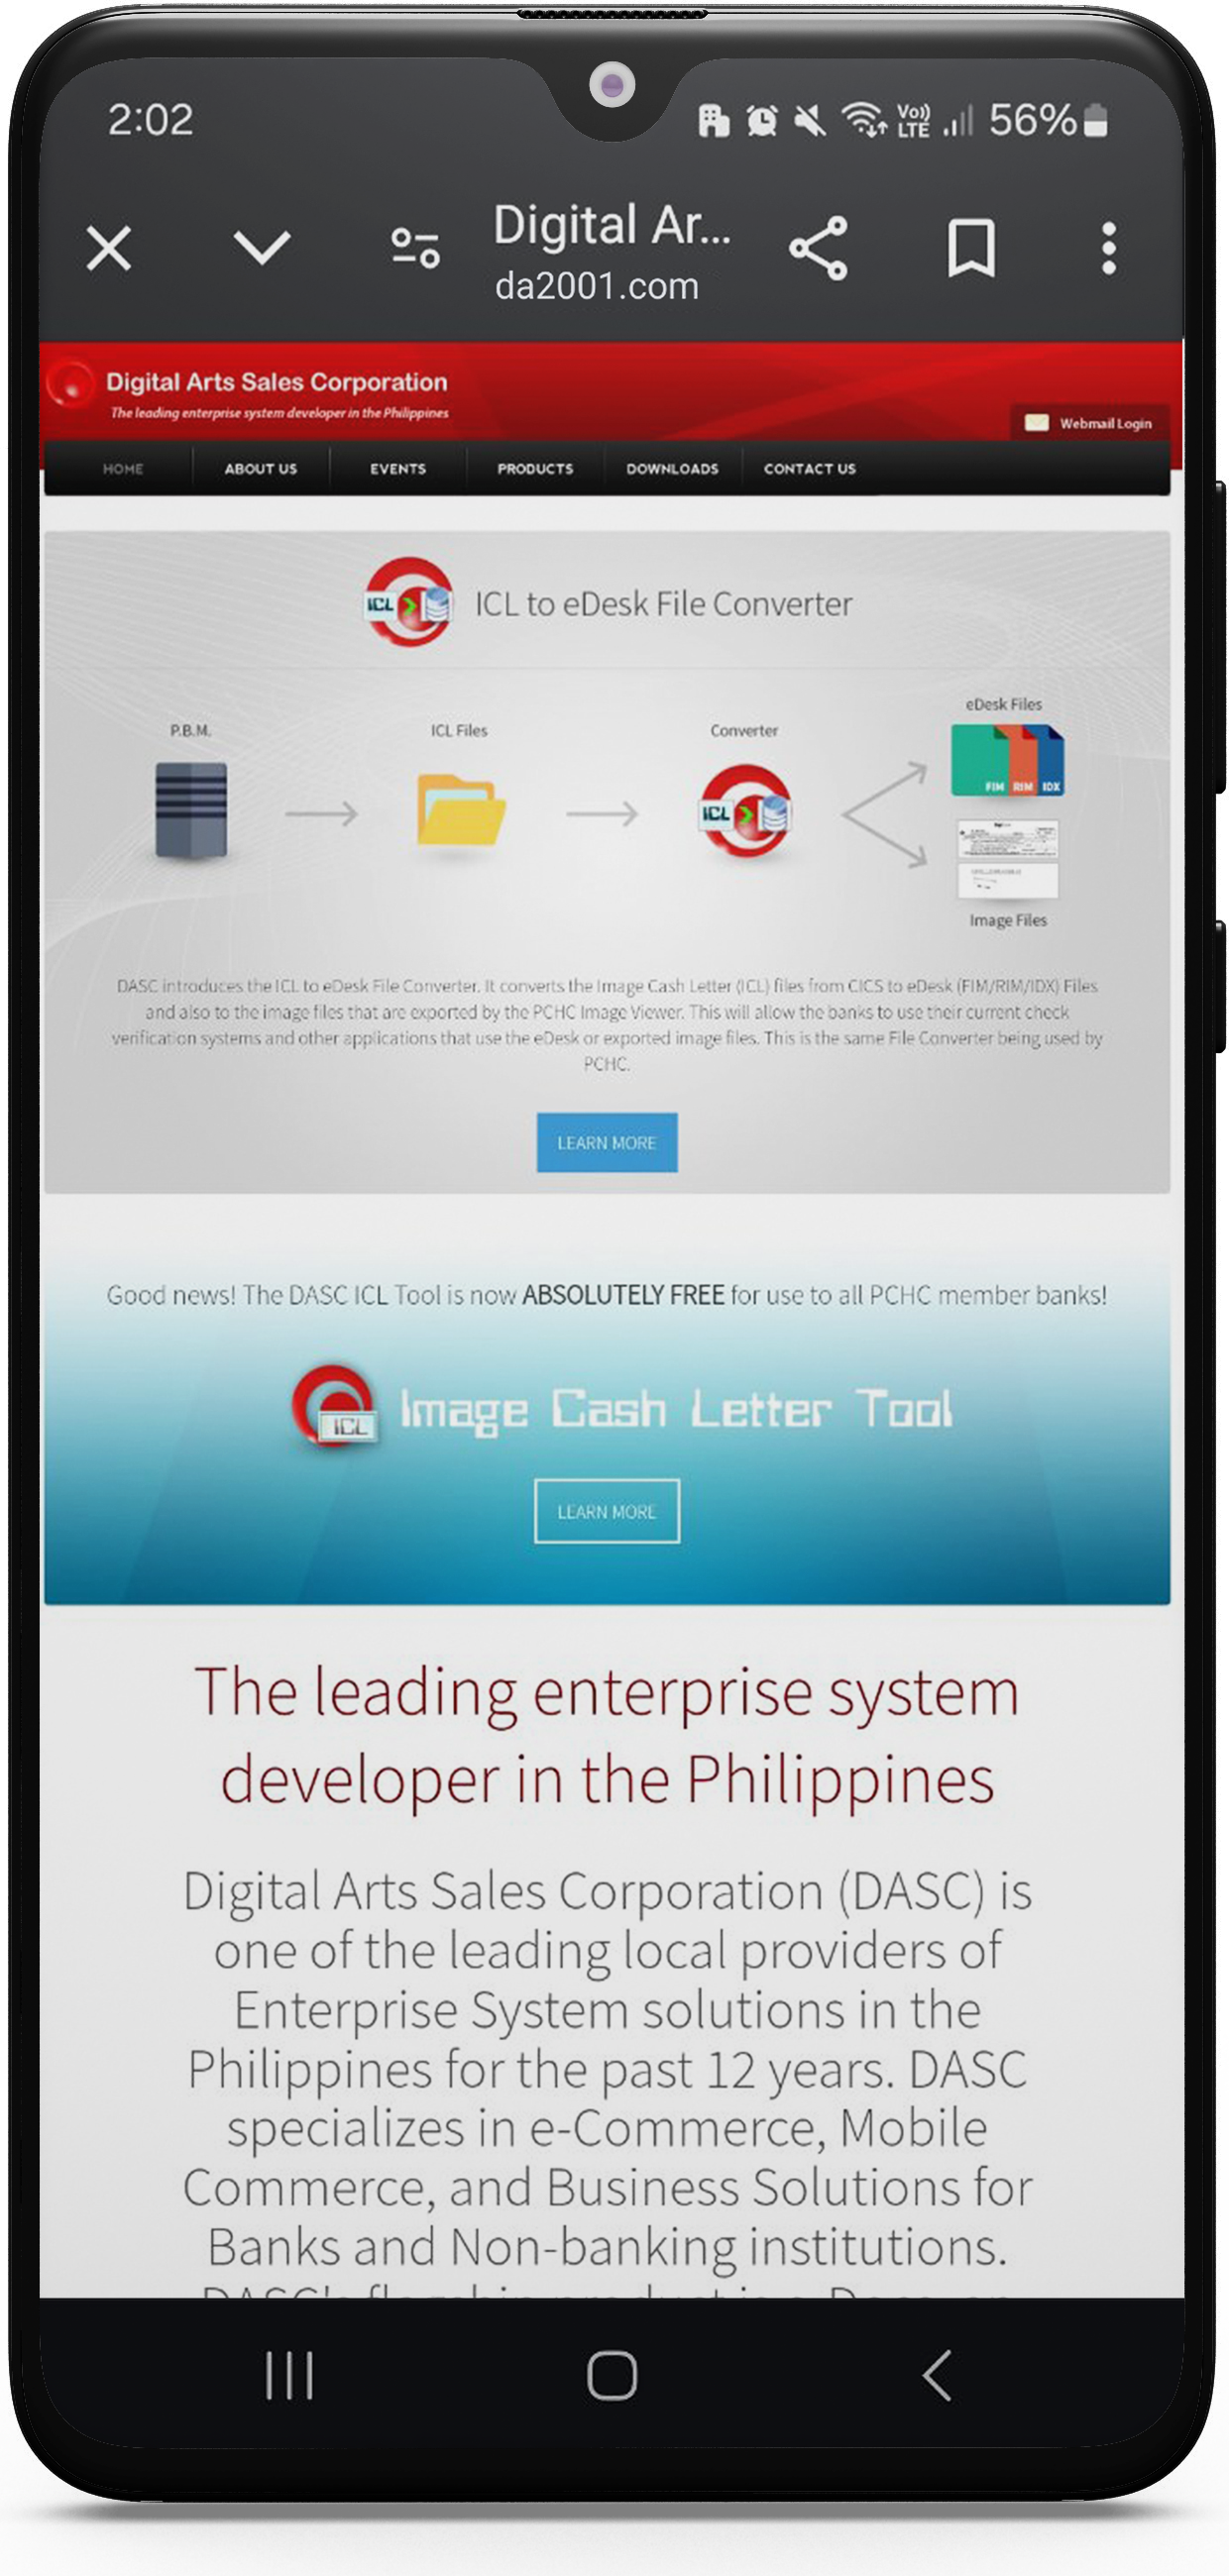 2:02
Vo)) LTE 56%
Digital Ar...
da2001.com
Digital Arts Sales Corporation
The leading enterprise system developer in the Philippines
Webmail Login
HOME ABOUT US EVENTS PRODUCTS DOWNLOADS CONTACT US
ICL ICL to eDesk File Converter
P.B.M. ICL Files Converter eDesk Files
ICL
FIM RIM IDX
Image Files
DASC introduces the ICL to eDesk File Converter. It converts the Image Cash Letter (ICL) files from CICS to eDesk (FIM/RIM/IDX) Files
and also to the image files that are exported by the PCHC Image Viewer. This will allow the banks to use their current check
verification systems and other applications that use the eDesk or exported image files. This is the same File Converter being used by
PCHC.
LEARN MORE
Good news! The DASC ICL Tool is now ABSOLUTELY FREE for use to all PCHC member banks!
ICL Image Cash Letter Tool
LEARN MORE
The leading enterprise system
developer in the Philippines
Digital Arts Sales Corporation (DASC) is
one of the leading local providers of
Enterprise System solutions in the
Philippines for the past 12 years. DASC
specializes in e-Commerce, Mobile
Commerce, and Business Solutions for
Banks and Non-banking institutions.